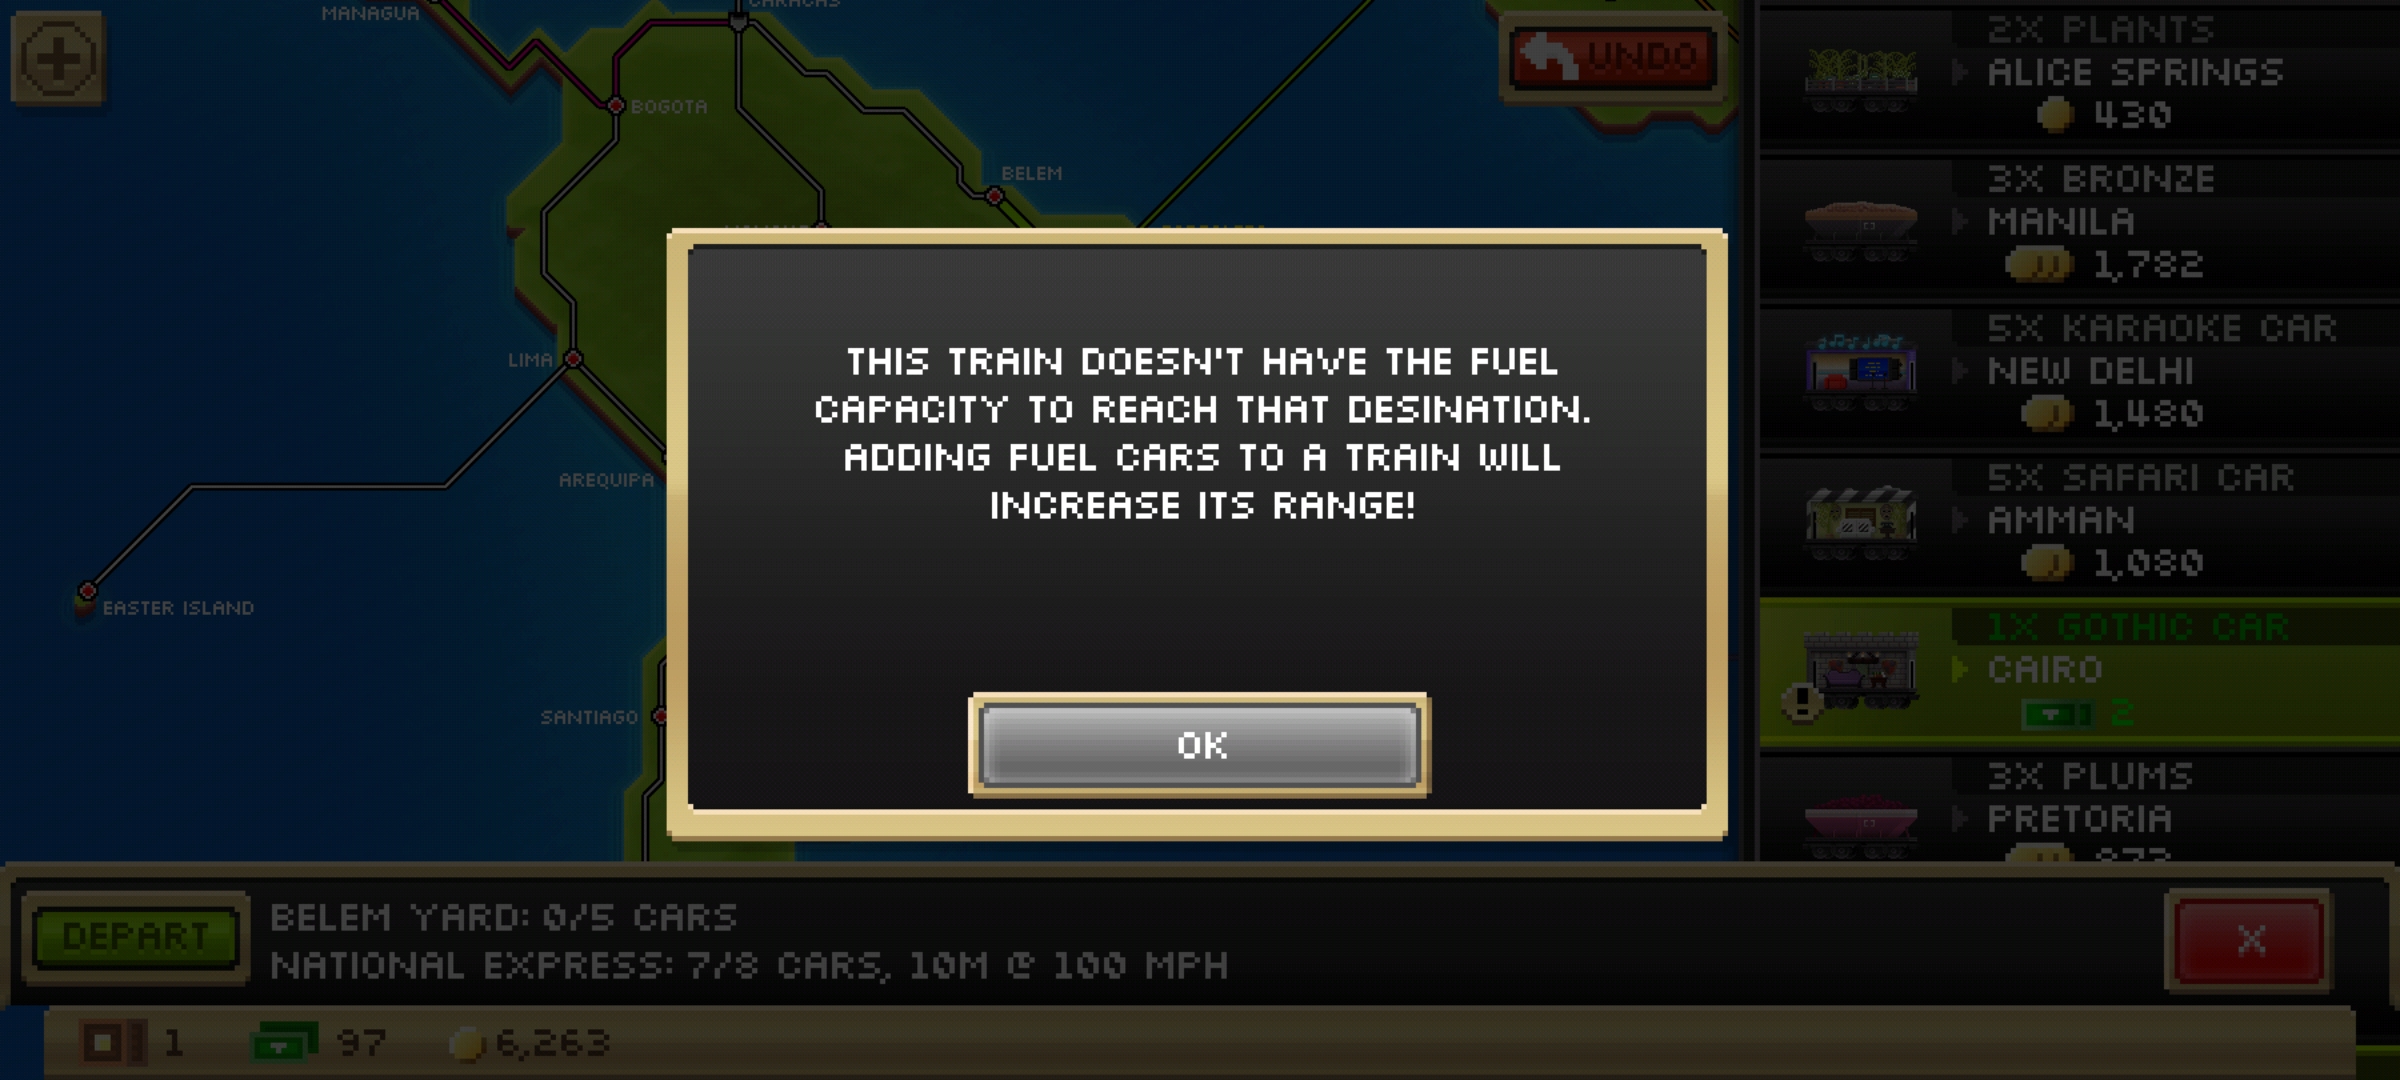 MANAGUA
CARACAS
UNDO
BOGOTA
BELEM
LIMA
AREQUIPA
EASTER ISLAND
SANTIAGO
2X PLANTS
ALICE SPRINGS
430
3X BRONZE
MANILA
1,782
5X KARAOKE CAR
NEW DELHI
1,480
5X SAFARI CAR
AMMAN
1,080
1X GOTHIC CAR
CAIRO
2
3X PLUMS
PRETORIA
THIS TRAIN DOESN'T HAVE THE FUEL
CAPACITY TO REACH THAT DESINATION.
ADDING FUEL CARS TO A TRAIN WILL
INCREASE ITS RANGE!
OK
DEPART
BELEM YARD: 0/5 CARS
NATIONAL EXPRESS: 7/8 CARS, 10M @ 100 MPH
X
1
97
6,263